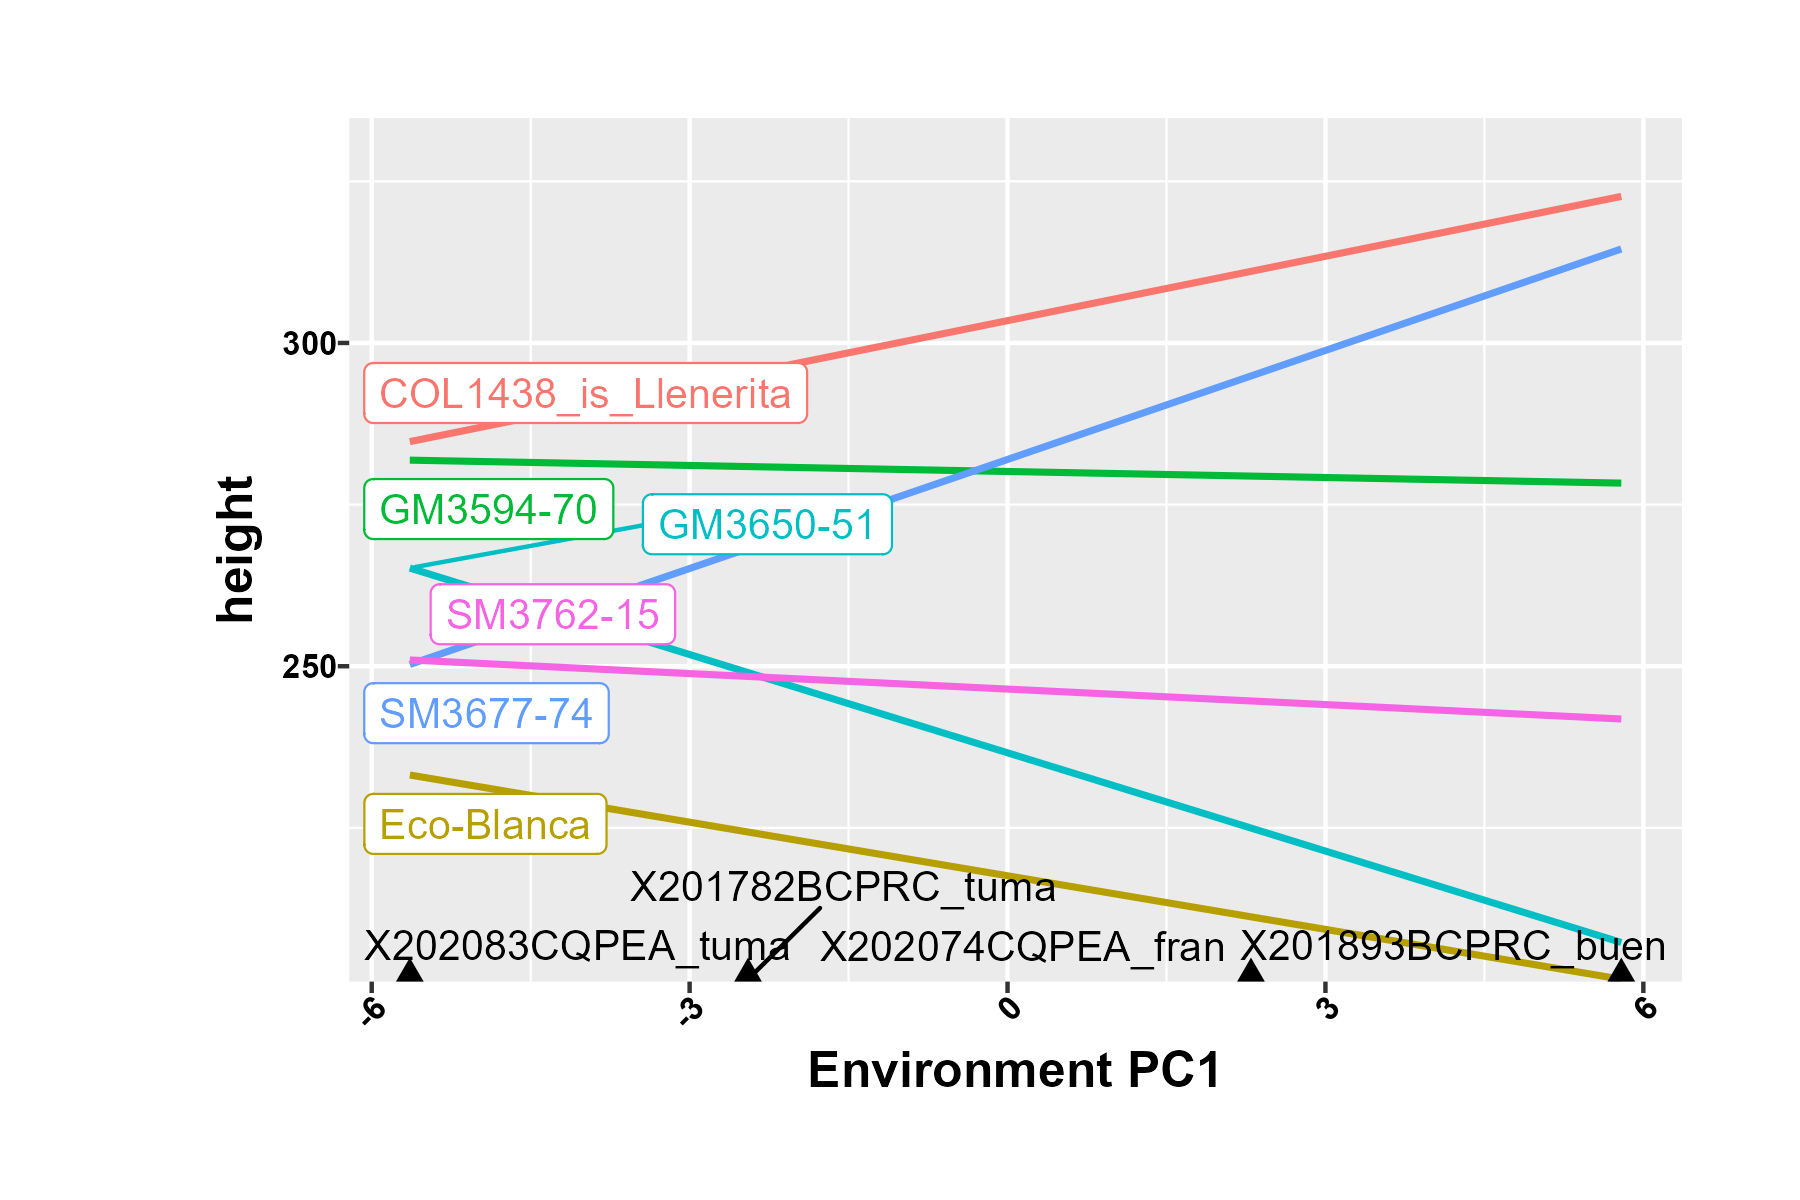 height
300
250
COL1438_is_Llenerita
GM3594-70
GM3650-51
SM3762-15
SM3677-74
Eco-Blanca
X201782BCPRC_tuma
X202083CQPEA_tuma
X202074CQPEA_fran
X201893BCPRC_buen
-6
-3
0
3
6
Environment PC1